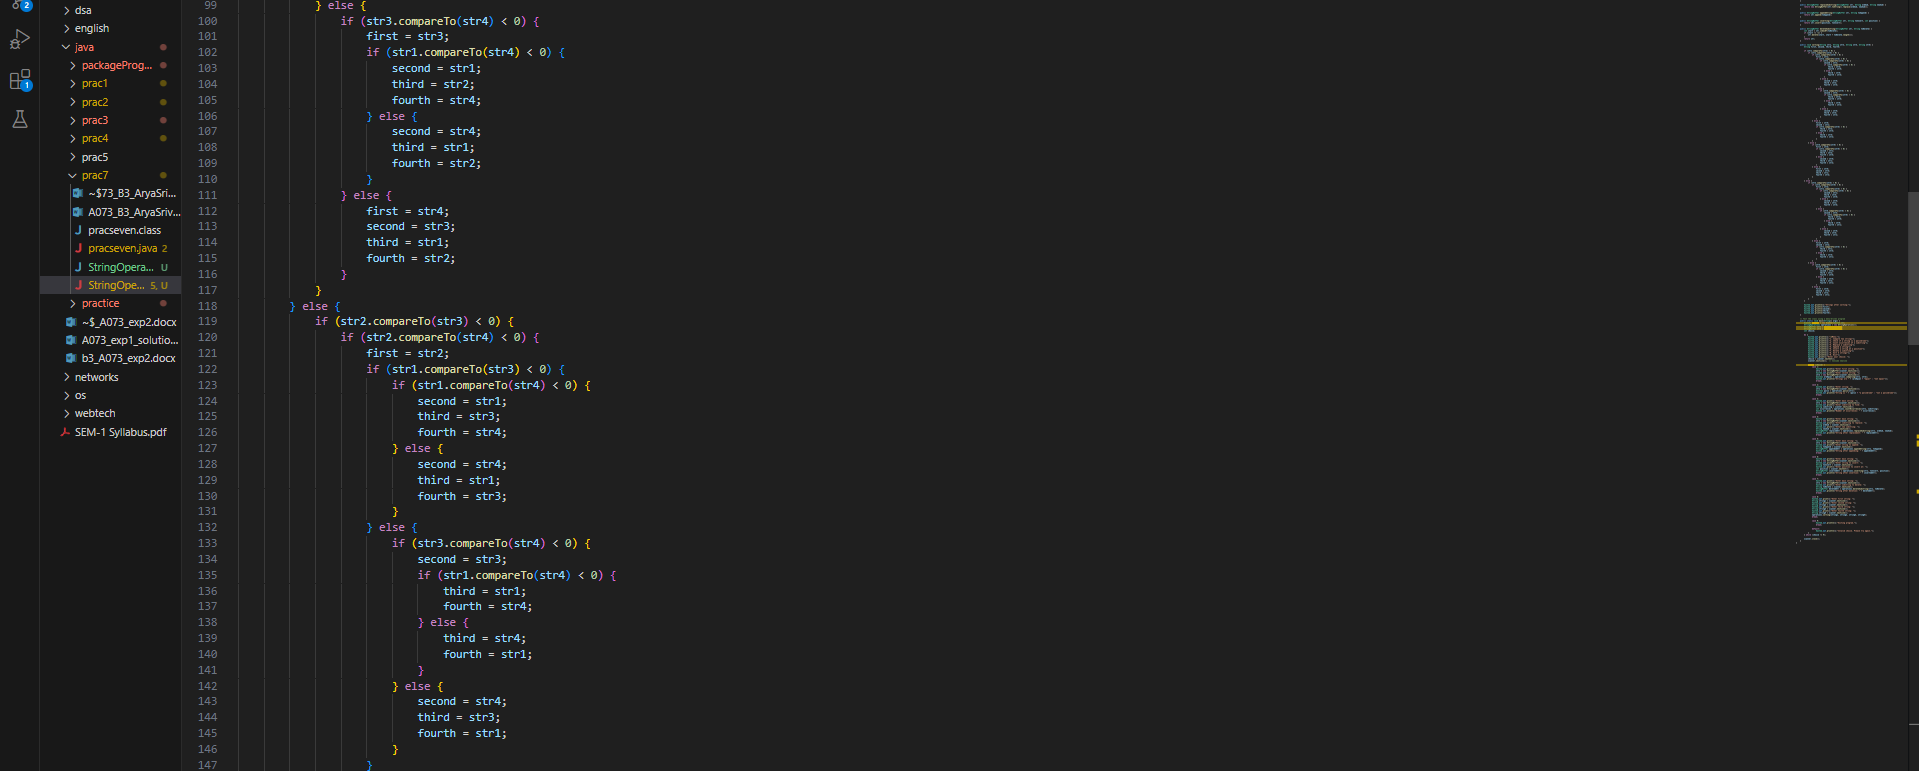 2
1
dsa
english
java
packageProg...
prac1
prac2
prac3
prac4
prac5
prac7
~$73_B3_AryaSri...
A073_B3_AryaSriv...
pracseven.class
pracseven.java 2
StringOpera... U
StringOpe... 5, U
practice
~$_A073_exp2.docx
A073_exp1_solutio...
b3_A073_exp2.docx
networks
os
webtech
SEM-1 Syllabus.pdf
99 } else {
100 if (str3.compareTo(str4) < 0) {
101 first = str3;
102 if (str1.compareTo(str4) < 0) {
103 second = str1;
104 third = str2;
105 fourth = str4;
106 } else {
107 second = str4;
108 third = str1;
109 fourth = str2;
110 }
111 } else {
112 first = str4;
113 second = str3;
114 third = str1;
115 fourth = str2;
116 }
117 }
118 } else {
119 if (str2.compareTo(str3) < 0) {
120 if (str2.compareTo(str4) < 0) {
121 first = str2;
122 if (str1.compareTo(str3) < 0) {
123 if (str1.compareTo(str4) < 0) {
124 second = str1;
125 third = str3;
126 fourth = str4;
127 } else {
128 second = str4;
129 third = str1;
130 fourth = str3;
131 }
132 } else {
133 if (str3.compareTo(str4) < 0) {
134 second = str3;
135 if (str1.compareTo(str4) < 0) {
136 third = str1;
137 fourth = str4;
138 } else {
139 third = str4;
140 fourth = str1;
141 }
142 } else {
143 second = str4;
144 third = str3;
145 fourth = str1;
146 }
147 }